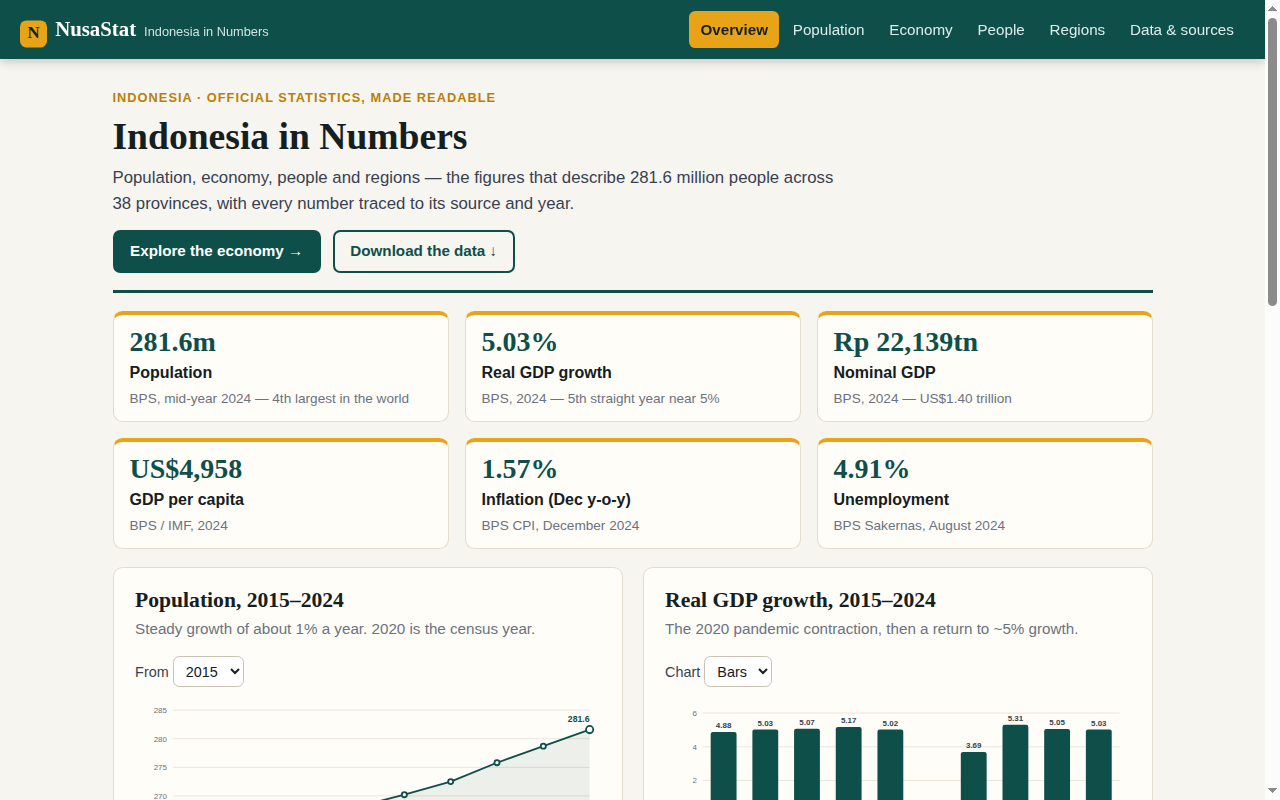 N NusaStat Indonesia in Numbers Overview Population Economy People Regions Data & sources
INDONESIA · OFFICIAL STATISTICS, MADE READABLE
Indonesia in Numbers
Population, economy, people and regions — the figures that describe 281.6 million people across
38 provinces, with every number traced to its source and year.
Explore the economy → Download the data ↓
281.6m
Population
BPS, mid-year 2024 — 4th largest in the world
5.03%
Real GDP growth
BPS, 2024 — 5th straight year near 5%
Rp 22,139tn
Nominal GDP
BPS, 2024 — US$1.40 trillion
US$4,958
GDP per capita
BPS / IMF, 2024
1.57%
Inflation (Dec y-o-y)
BPS CPI, December 2024
4.91%
Unemployment
BPS Sakernas, August 2024
Population, 2015–2024
Steady growth of about 1% a year. 2020 is the census year.
From 2015
285
281.6
280
275
270
Real GDP growth, 2015–2024
The 2020 pandemic contraction, then a return to ~5% growth.
Chart Bars
6
4.88 5.03 5.07 5.17 5.02 3.69 5.31 5.05 5.03
4
2